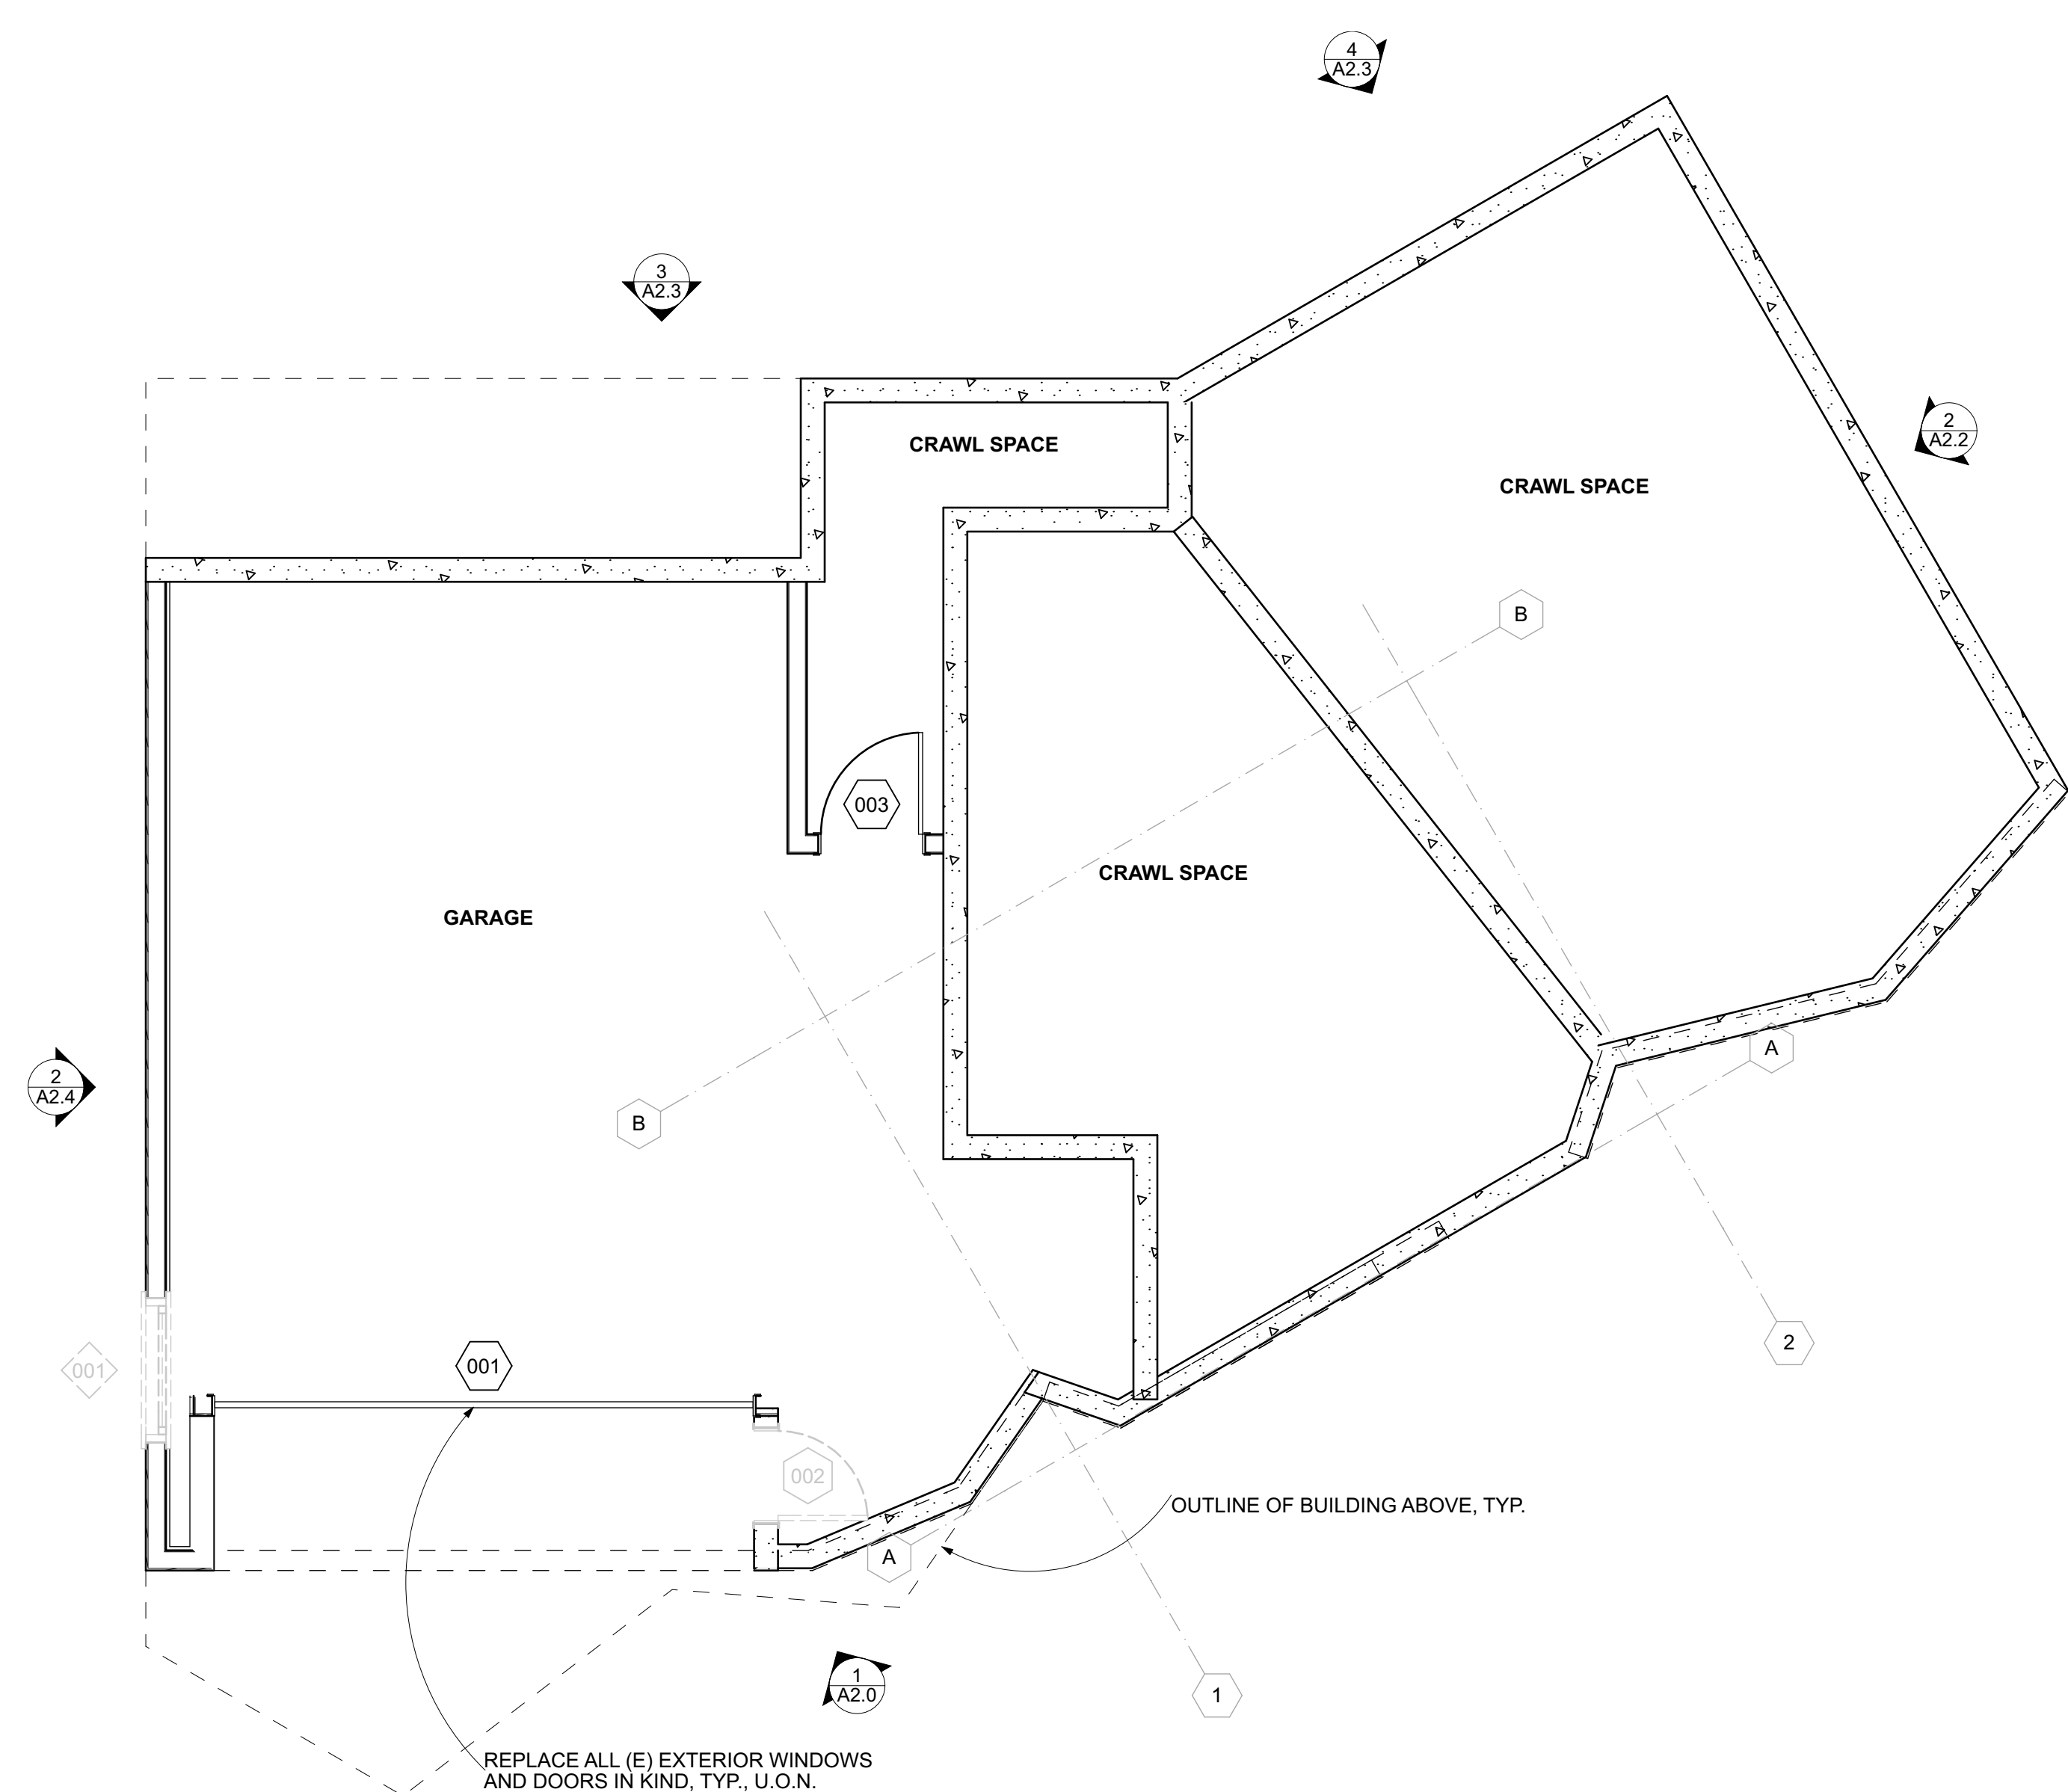 4
A2.3
3
A2.3
CRAWL SPACE
2
A2.2
CRAWL SPACE
B
003
CRAWL SPACE
GARAGE
A
2
A2.4
B
2
001
001
002
OUTLINE OF BUILDING ABOVE, TYP.
A
1
A2.0
1
REPLACE ALL (E) EXTERIOR WINDOWS
AND DOORS IN KIND, TYP., U.O.N.